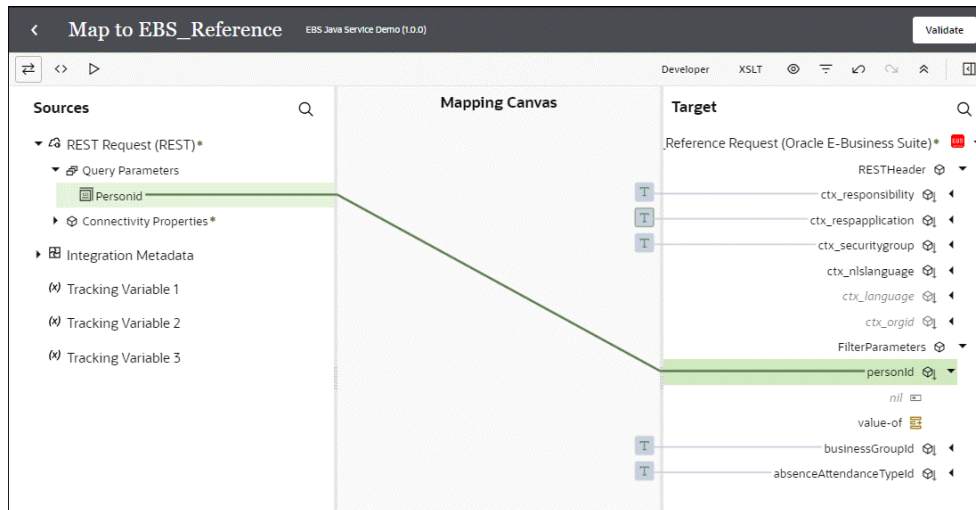 Map to EBS_Reference EBS Java Service Demo (1.0.0) Validate
Developer XSLT
Sources
REST Request (REST)*
Query Parameters
Personid
Connectivity Properties*
Integration Metadata
(x) Tracking Variable 1
(x) Tracking Variable 2
(x) Tracking Variable 3
Mapping Canvas
T
T
T
T
T
Target
_Reference Request (Oracle E-Business Suite)* EBS
RESTHeader
ctx_responsibility
ctx_respapplication
ctx_securitygroup
ctx_nlslanguage
ctx_language
ctx_orgid
FilterParameters
personId
nil
value-of
businessGroupId
absenceAttendanceTypeId